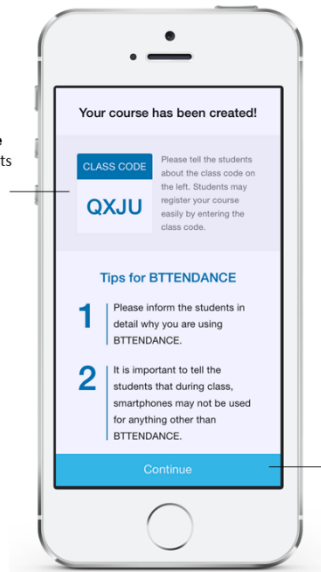 Your course has been created!
e
ts
CLASS CODE
QXJU
Please tell the students
about the class code on
the left. Students may
register your course
easily by entering the
class code.
Tips for BTTENDANCE
1
Please inform the students in
detail why you are using
BTTENDANCE.
2
It is important to tell the
students that during class,
smartphones may not be used
for anything other than
BTTENDANCE.
Continue